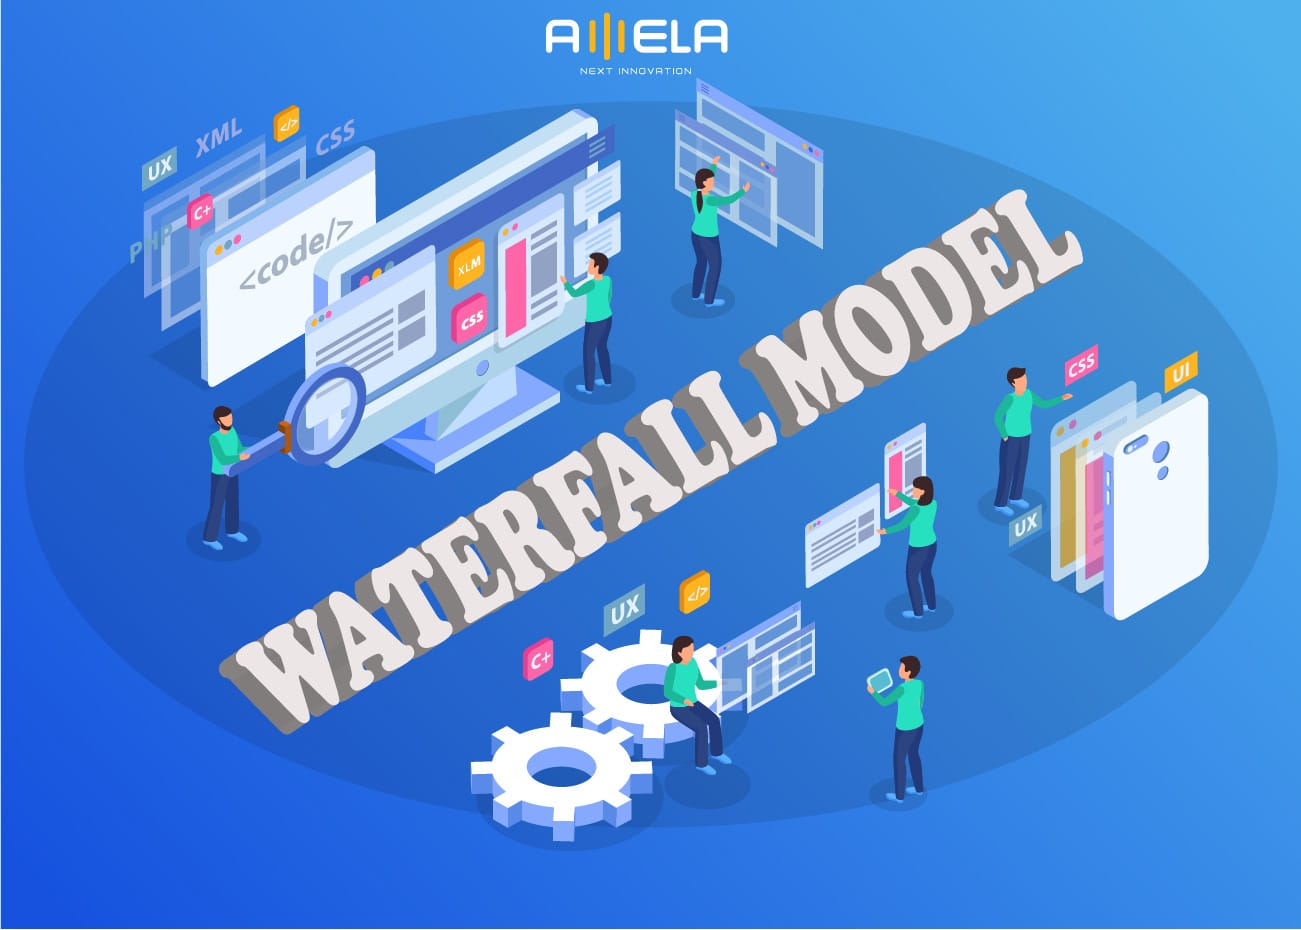 AMELA
NEXT INNOVATION
UX
XML
</>
CSS
C+
PHP
<code/>
XLM
CSS
WATERFALL MODEL
CSS
UI
UX
UX
</>
C+